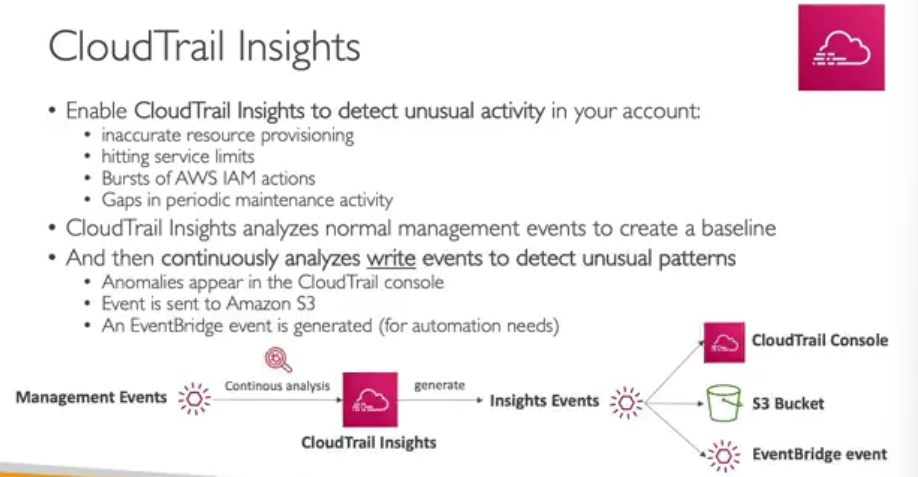 CloudTrail Insights
• Enable CloudTrail Insights to detect unusual activity in your account:
• inaccurate resource provisioning
• hitting service limits
• Bursts of AWS IAM actions
• Gaps in periodic maintenance activity
• CloudTrail Insights analyzes normal management events to create a baseline
• And then continuously analyzes write events to detect unusual patterns
• Anomalies appear in the CloudTrail console
• Event is sent to Amazon S3
• An EventBridge event is generated (for automation needs)
Management Events
Continous analysis
CloudTrail Insights
generate
Insights Events
CloudTrail Console
S3 Bucket
EventBridge event